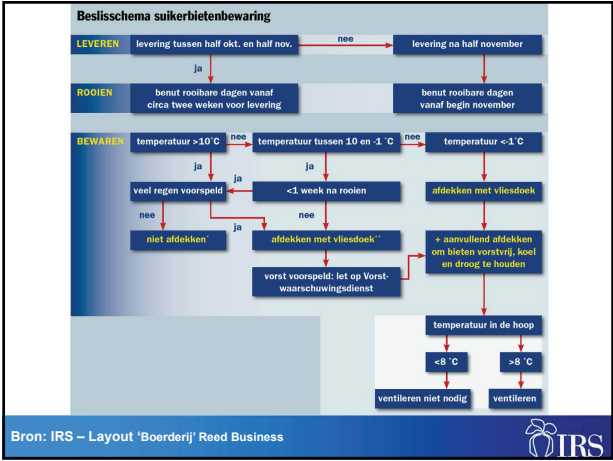 Beslisschema suikerbietenbewaring
LEVEREN
levering tussen half okt. en half nov.
nee
levering na half november
ja
ROOIEN
benut rooibare dagen vanaf
circa twee weken voor levering
benut rooibare dagen
vanaf begin november
BEWAREN
temperatuur >10˚C
nee
temperatuur tussen 10 en -1 ˚C
nee
temperatuur <-1˚C
ja
ja
veel regen voorspeld
ja
<1 week na rooien
afdekken met vliesdoek
nee
ja
nee
niet afdekken*
afdekken met vliesdoek**
+ aanvullend afdekken
om bieten vorstvrij, koel
en droog te houden
vorst voorspeld: let op Vorst-
waarschuwingsdienst
temperatuur in de hoop
<8 ˚C
>8 ˚C
ventileren niet nodig
ventileren
Bron: IRS – Layout ‘Boerderij’ Reed Business
IRS